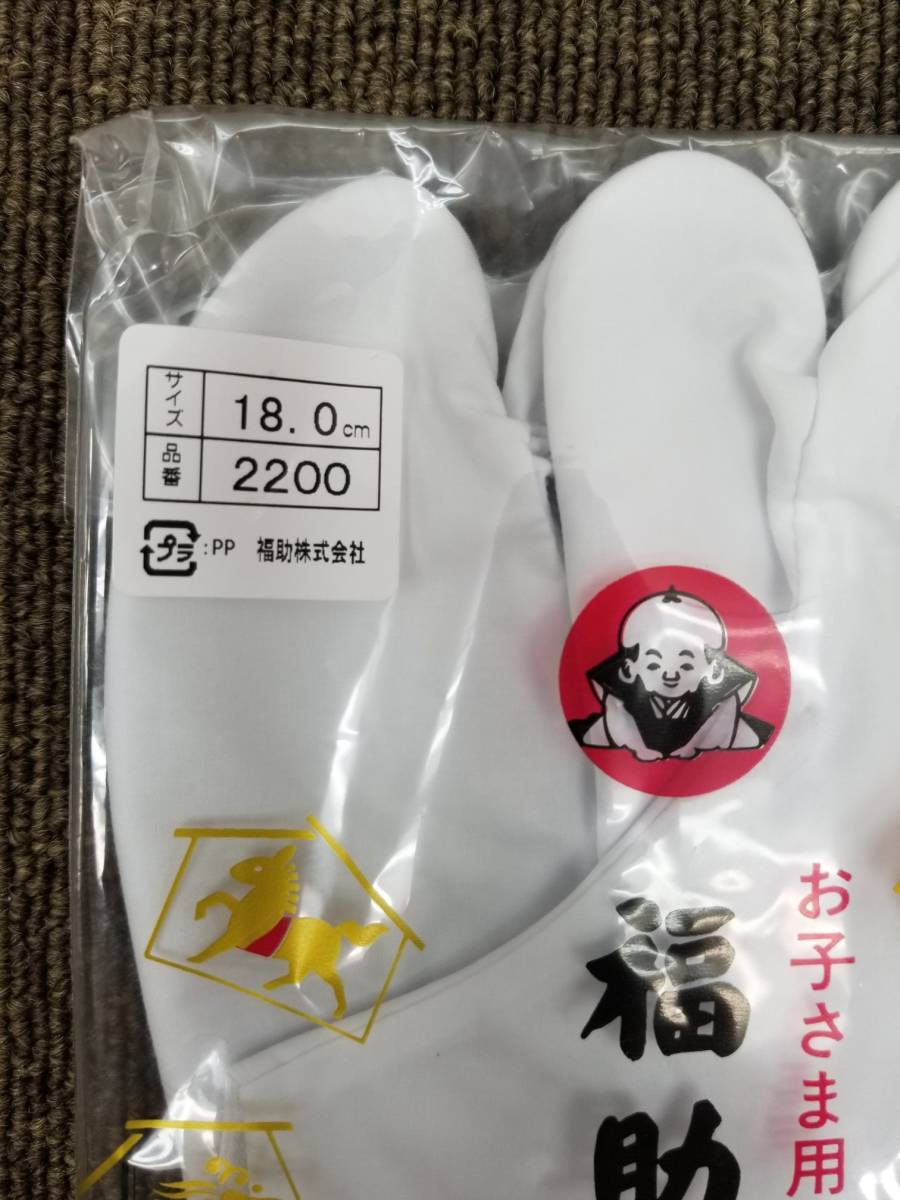 サイズ 18.0cm
品番 2200
プラ :PP 福助株式会社
お子さま用
福助